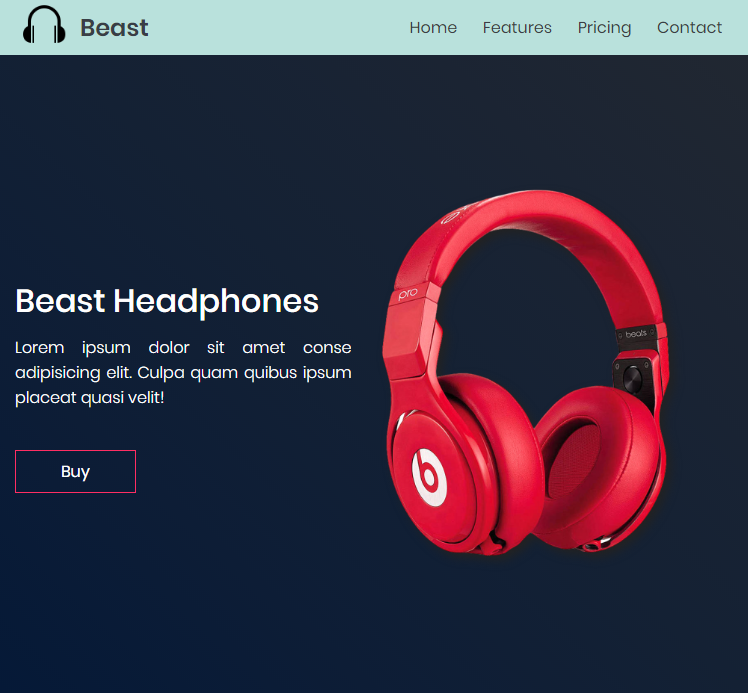 Beast
Home Features Pricing Contact
Beast Headphones
Lorem ipsum dolor sit amet conse
adipisicing elit. Culpa quam quibus ipsum
placeat quasi velit!
Buy
pro
beats
b